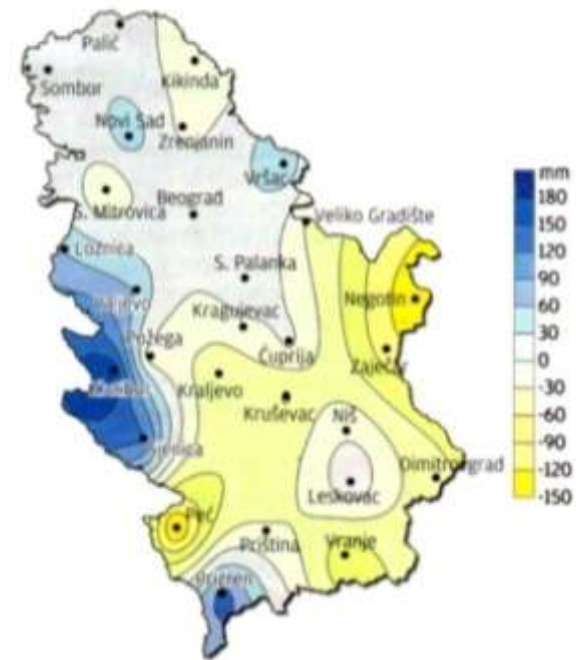 Palić
Kikinda
Sombor
Novi Sad
Zrenjanin
Vršac
S. Mitrovica
Beograd
Veliko Gradište
Loznica
S. Palanka
Valjevo
Negotin
Kragujevac
Požega
Ćuprija
Zaječar
Kraljevo
Kruševac
Niš
Sjenica
Dimitrovgrad
Leskovac
Peć
Priština
Vranje
Prizren
mm
180
150
120
90
60
30
0
-30
-60
-90
-120
-150